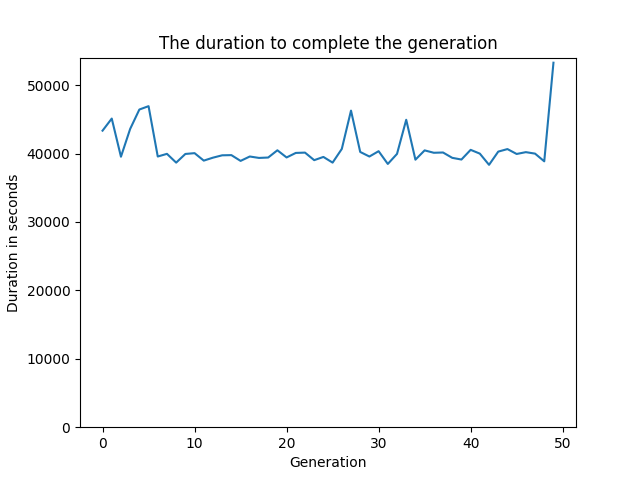 The duration to complete the generation
50000
40000
30000
20000
10000
0
Duration in seconds
0 10 20 30 40 50
Generation